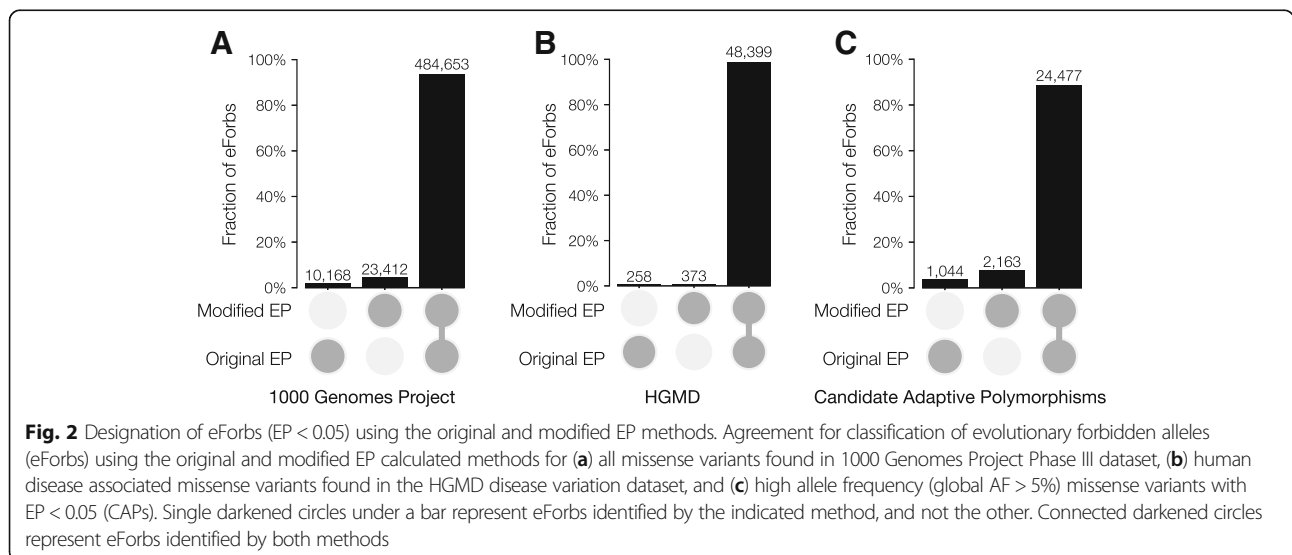 A
Fraction of eForbs
100%
80%
60%
40%
20%
0%
10,168
23,412
484,653
Modified EP
Original EP
1000 Genomes Project
B
Fraction of eForbs
100%
80%
60%
40%
20%
0%
258
373
48,399
Modified EP
Original EP
HGMD
C
Fraction of eForbs
100%
80%
60%
40%
20%
0%
1,044
2,163
24,477
Modified EP
Original EP
Candidate Adaptive Polymorphisms
Fig. 2 Designation of eForbs (EP < 0.05) using the original and modified EP methods. Agreement for classification of evolutionary forbidden alleles
(eForbs) using the original and modified EP calculated methods for (a) all missense variants found in 1000 Genomes Project Phase III dataset, (b) human
disease associated missense variants found in the HGMD disease variation dataset, and (c) high allele frequency (global AF > 5%) missense variants with
EP < 0.05 (CAPs). Single darkened circles under a bar represent eForbs identified by the indicated method, and not the other. Connected darkened circles
represent eForbs identified by both methods